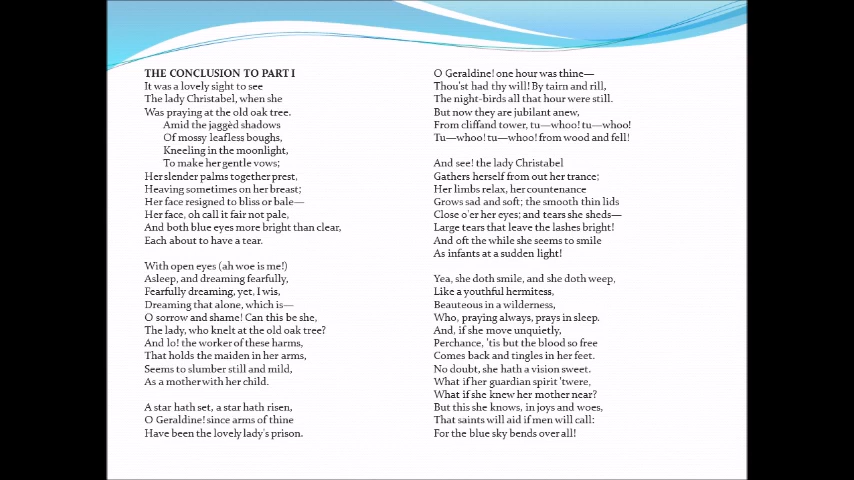 THE CONCLUSION TO PART I
It was a lovely sight to see
The lady Christabel, when she
Was praying at the old oak tree.
Amid the jaggèd shadows
Of mossy leafless boughs,
Kneeling in the moonlight,
To make her gentle vows;
Her slender palms together prest,
Heaving sometimes on her breast;
Her face resigned to bliss or bale—
Her face, oh call it fair not pale,
And both blue eyes more bright than clear,
Each about to have a tear.

With open eyes (ah woe is me!)
Asleep, and dreaming fearfully,
Fearfully dreaming, yet, I wis,
Dreaming that alone, which is—
O sorrow and shame! Can this be she,
The lady, who knelt at the old oak tree?
And lo! the worker of these harms,
That holds the maiden in her arms,
Seems to slumber still and mild,
As a mother with her child.

A star hath set, a star hath risen,
O Geraldine! since arms of thine
Have been the lovely lady's prison.
O Geraldine! one hour was thine—
Thou'st had thy will! By tairn and rill,
The night-birds all that hour were still.
But now they are jubilant anew,
From cliff and tower, tu—whoo! tu—whoo!
Tu—whoo! tu—whoo! from wood and fell!

And see! the lady Christabel
Gathers herself from out her trance;
Her limbs relax, her countenance
Grows sad and soft; the smooth thin lids
Close o'er her eyes; and tears she sheds—
Large tears that leave the lashes bright!
And oft the while she seems to smile
As infants at a sudden light!

Yea, she doth smile, and she doth weep,
Like a youthful hermitess,
Beauteous in a wilderness,
Who, praying always, prays in sleep.
And, if she move unquietly,
Perchance, 'tis but the blood so free
Comes back and tingles in her feet.
No doubt, she hath a vision sweet.
What if her guardian spirit 'twere,
What if she knew her mother near?
But this she knows, in joys and woes,
That saints will aid if men will call:
For the blue sky bends over all!